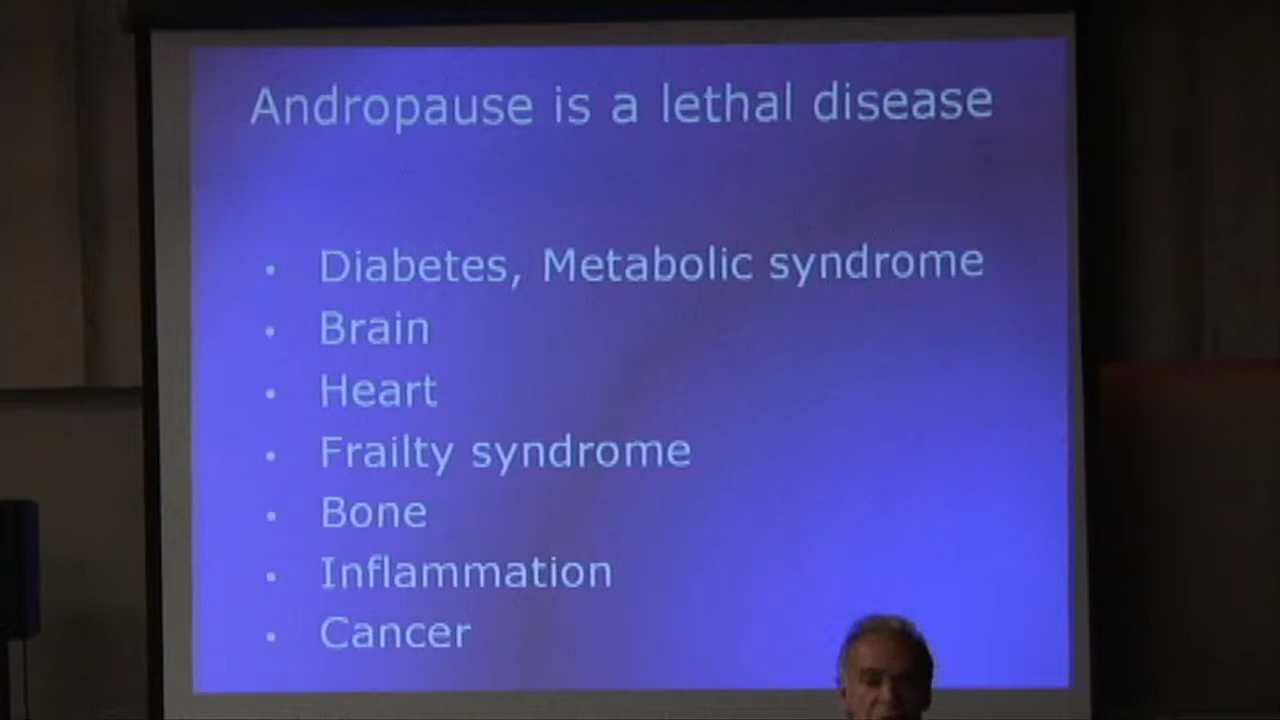 Andropause is a lethal disease
• Diabetes, Metabolic syndrome
• Brain
• Heart
• Frailty syndrome
• Bone
• Inflammation
• Cancer